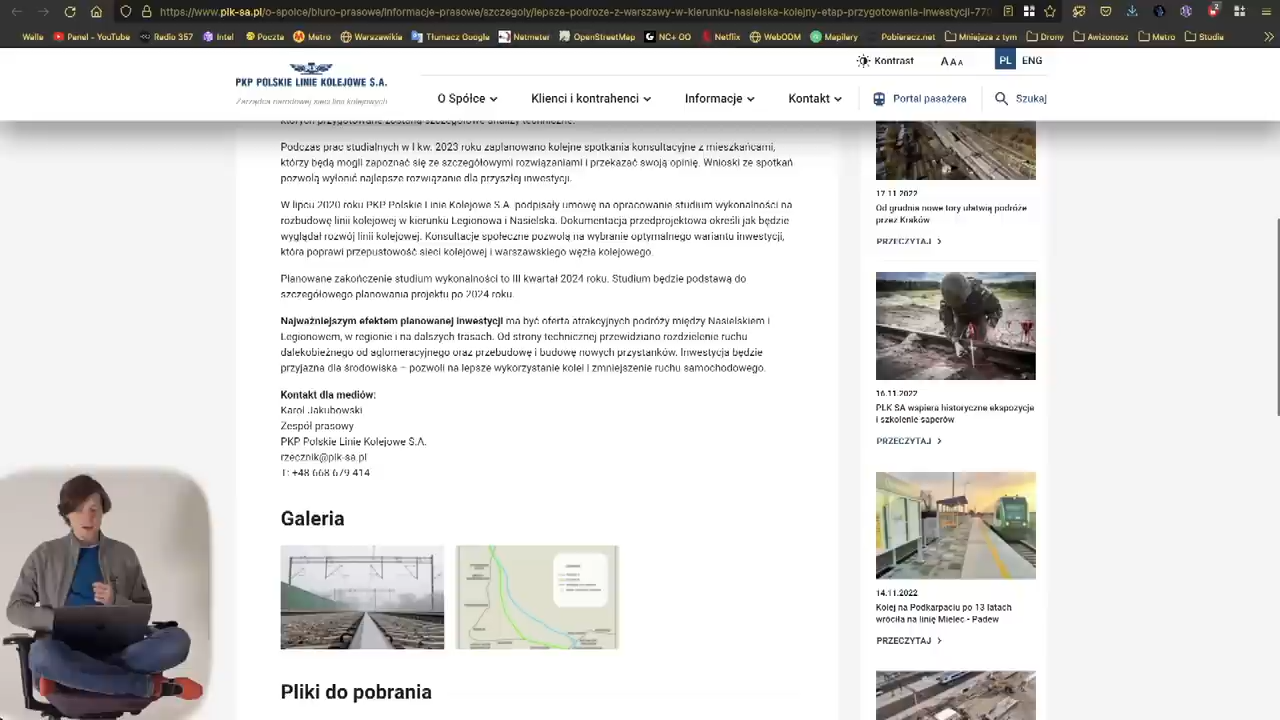 https://www.plk-sa.pl/o-spolce/biuro-prasowe/informacje-prasowe/szczegoly/lepsze-podroze-z-warszawy-w-kierunku-nasielska-kolejny-etap-przygotowania-inwestycji-770
Walle
Panel - YouTube
Radio 357
Intel
Studio - YouTube
Wikipedia
Tłumacz Google
Notatnik
OpenStreetMap
NC+ GO
Netflix
WebODM
Mapillary
Facebook
Drony
Awizonosz
Metro
Drony
Studia
Kontrast
A A A
PL ENG
PKP POLSKIE LINIE KOLEJOWE S.A.
Zarządca narodowej sieci linii kolejowych
O Spółce
Klienci i kontrahenci
Informacje
Kontakt
Portal pasażera
Szukaj
których przygotowane zostaną szczegółowe analizy techniczne.
Podczas prac studialnych w I kw. 2023 roku zaplanowano kolejne spotkania konsultacyjne z mieszkańcami,
którzy będą mogli zapoznać się ze szczegółowymi rozwiązaniami i przekazać swoją opinię. Wnioski ze spotkań
pozwolą wyłonić najlepsze rozwiązanie dla przyszłej inwestycji.
W lipcu 2020 roku PKP Polskie Linie Kolejowe S.A. podpisały umowę na opracowanie studium wykonalności na
rozbudowę linii kolejowej w kierunku Legionowa i Nasielska. Dokumentacja przedprojektowa określi jak będzie
wyglądał rozwój linii kolejowej. Konsultacje społeczne pozwolą na wybranie optymalnego wariantu inwestycji,
która poprawi przepustowość sieci kolejowej i warszawskiego węzła kolejowego.
Planowane zakończenie studium wykonalności to III kwartał 2024 roku. Studium będzie podstawą do
szczegółowego planowania projektu po 2024 roku.
Najważniejszym efektem planowanej inwestycji ma być oferta atrakcyjnych podróży między Nasielskiem i
Legionowem, w regionie i na dalszych trasach. Od strony technicznej przewidziano rozdzielenie ruchu
dalekobieżnego od aglomeracyjnego oraz przebudowę i budowę nowych przystanków. Inwestycja będzie
przyjazna dla środowiska – pozwoli na lepsze wykorzystanie kolei i zmniejszenie ruchu samochodowego.
Kontakt dla mediów:
Karol Jakubowski
Zespół prasowy
PKP Polskie Linie Kolejowe S.A.
rzecznik@plk-sa.pl
T: +48 668 679 414
Galeria
Pliki do pobrania
17.11.2022
Od grudnia nowe tory ułatwią podróże
przez Kraków
PRZECZYTAJ
16.11.2022
PLK SA wspiera historyczne ekspozycje
i szkolenie saperów
PRZECZYTAJ
14.11.2022
Kolej na Podkarpaciu po 13 latach
wróciła na linię Mielec - Padew
PRZECZYTAJ